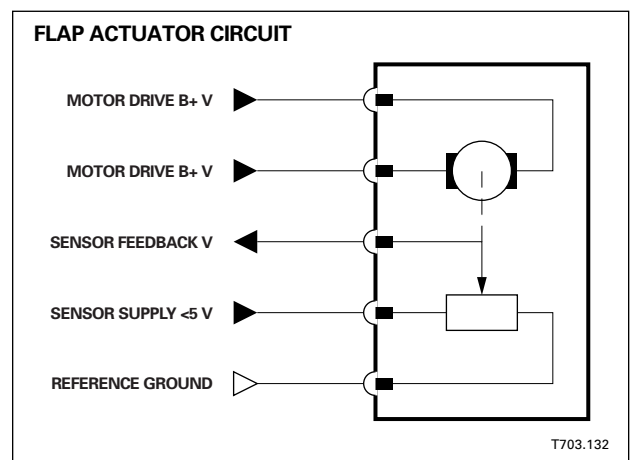 FLAP ACTUATOR CIRCUIT
MOTOR DRIVE B+ V
MOTOR DRIVE B+ V
SENSOR FEEDBACK V
SENSOR SUPPLY <5 V
REFERENCE GROUND
T703.132